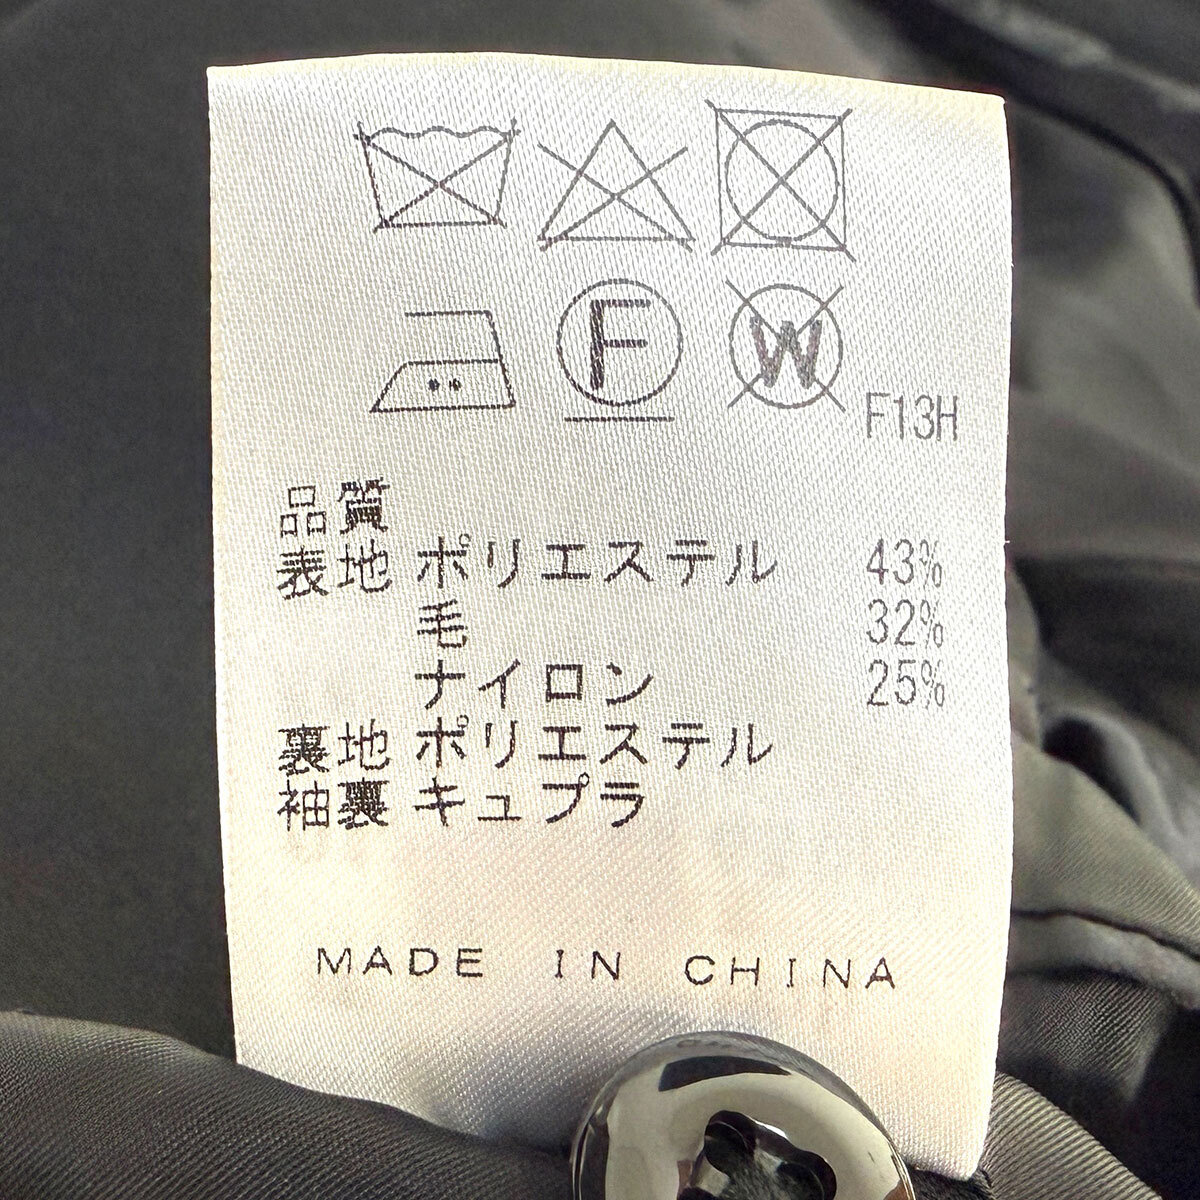 F W
F13H
品質
表地 ポリエステル 43%
毛 32%
ナイロン 25%
裏地 ポリエステル
袖裏 キュプラ
MADE IN CHINA